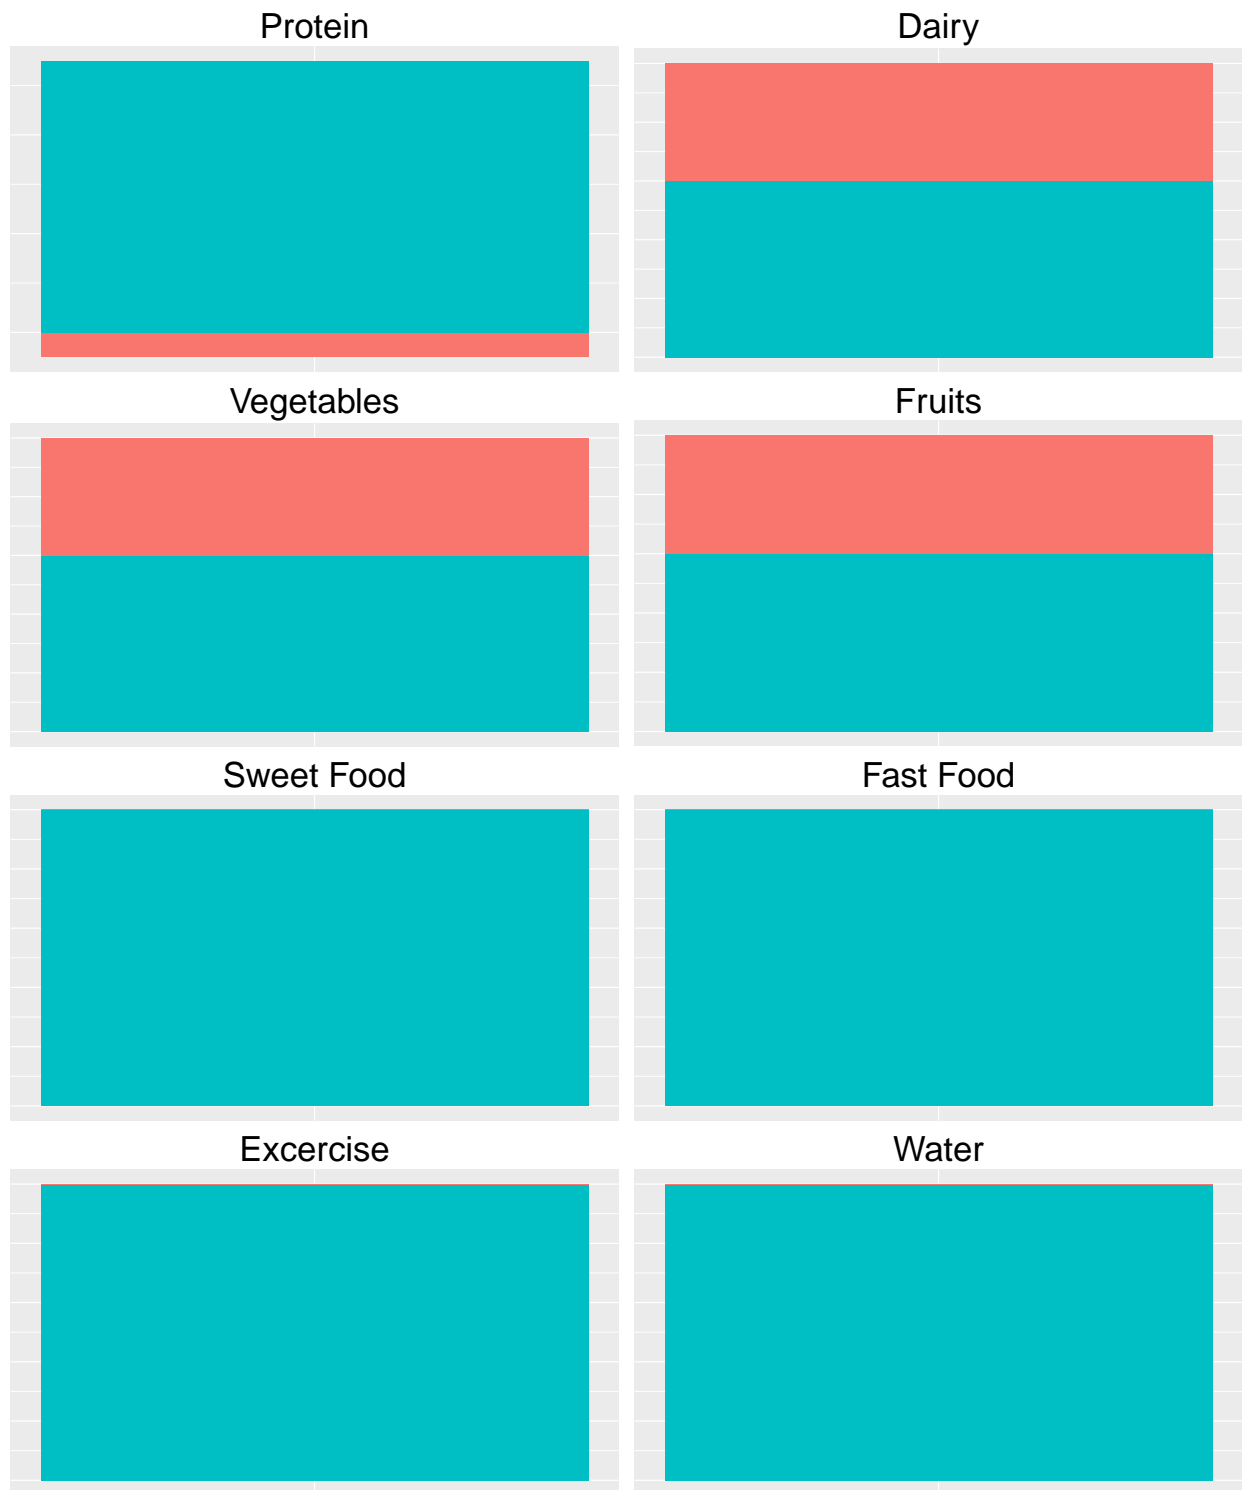 Protein
Dairy
Vegetables
Fruits
Sweet Food
Fast Food
Excercise
Water